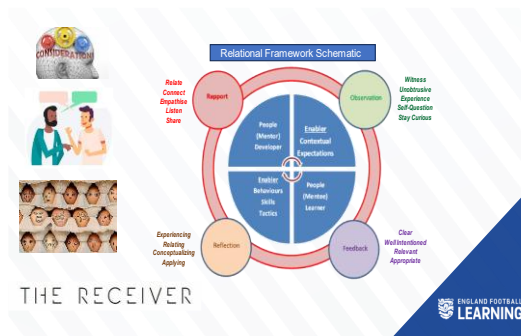 CONSIDERATION
Relational Framework Schematic
Relate
Connect
Empathise
Listen
Share
Rapport
Observation
Witness
Unobtrusive
Experience
Self-Question
Stay Curious
People
(Mentor)
Developer
Enabler
Contextual
Expectations
Enabler
Behaviours
Skills
Tactics
People
(Mentee)
Learner
Experiencing
Relating
Conceptualizing
Applying
Reflection
Feedback
Clear
Well Intentioned
Relevant
Appropriate
THE RECEIVER
ENGLAND FOOTBALL
LEARNING